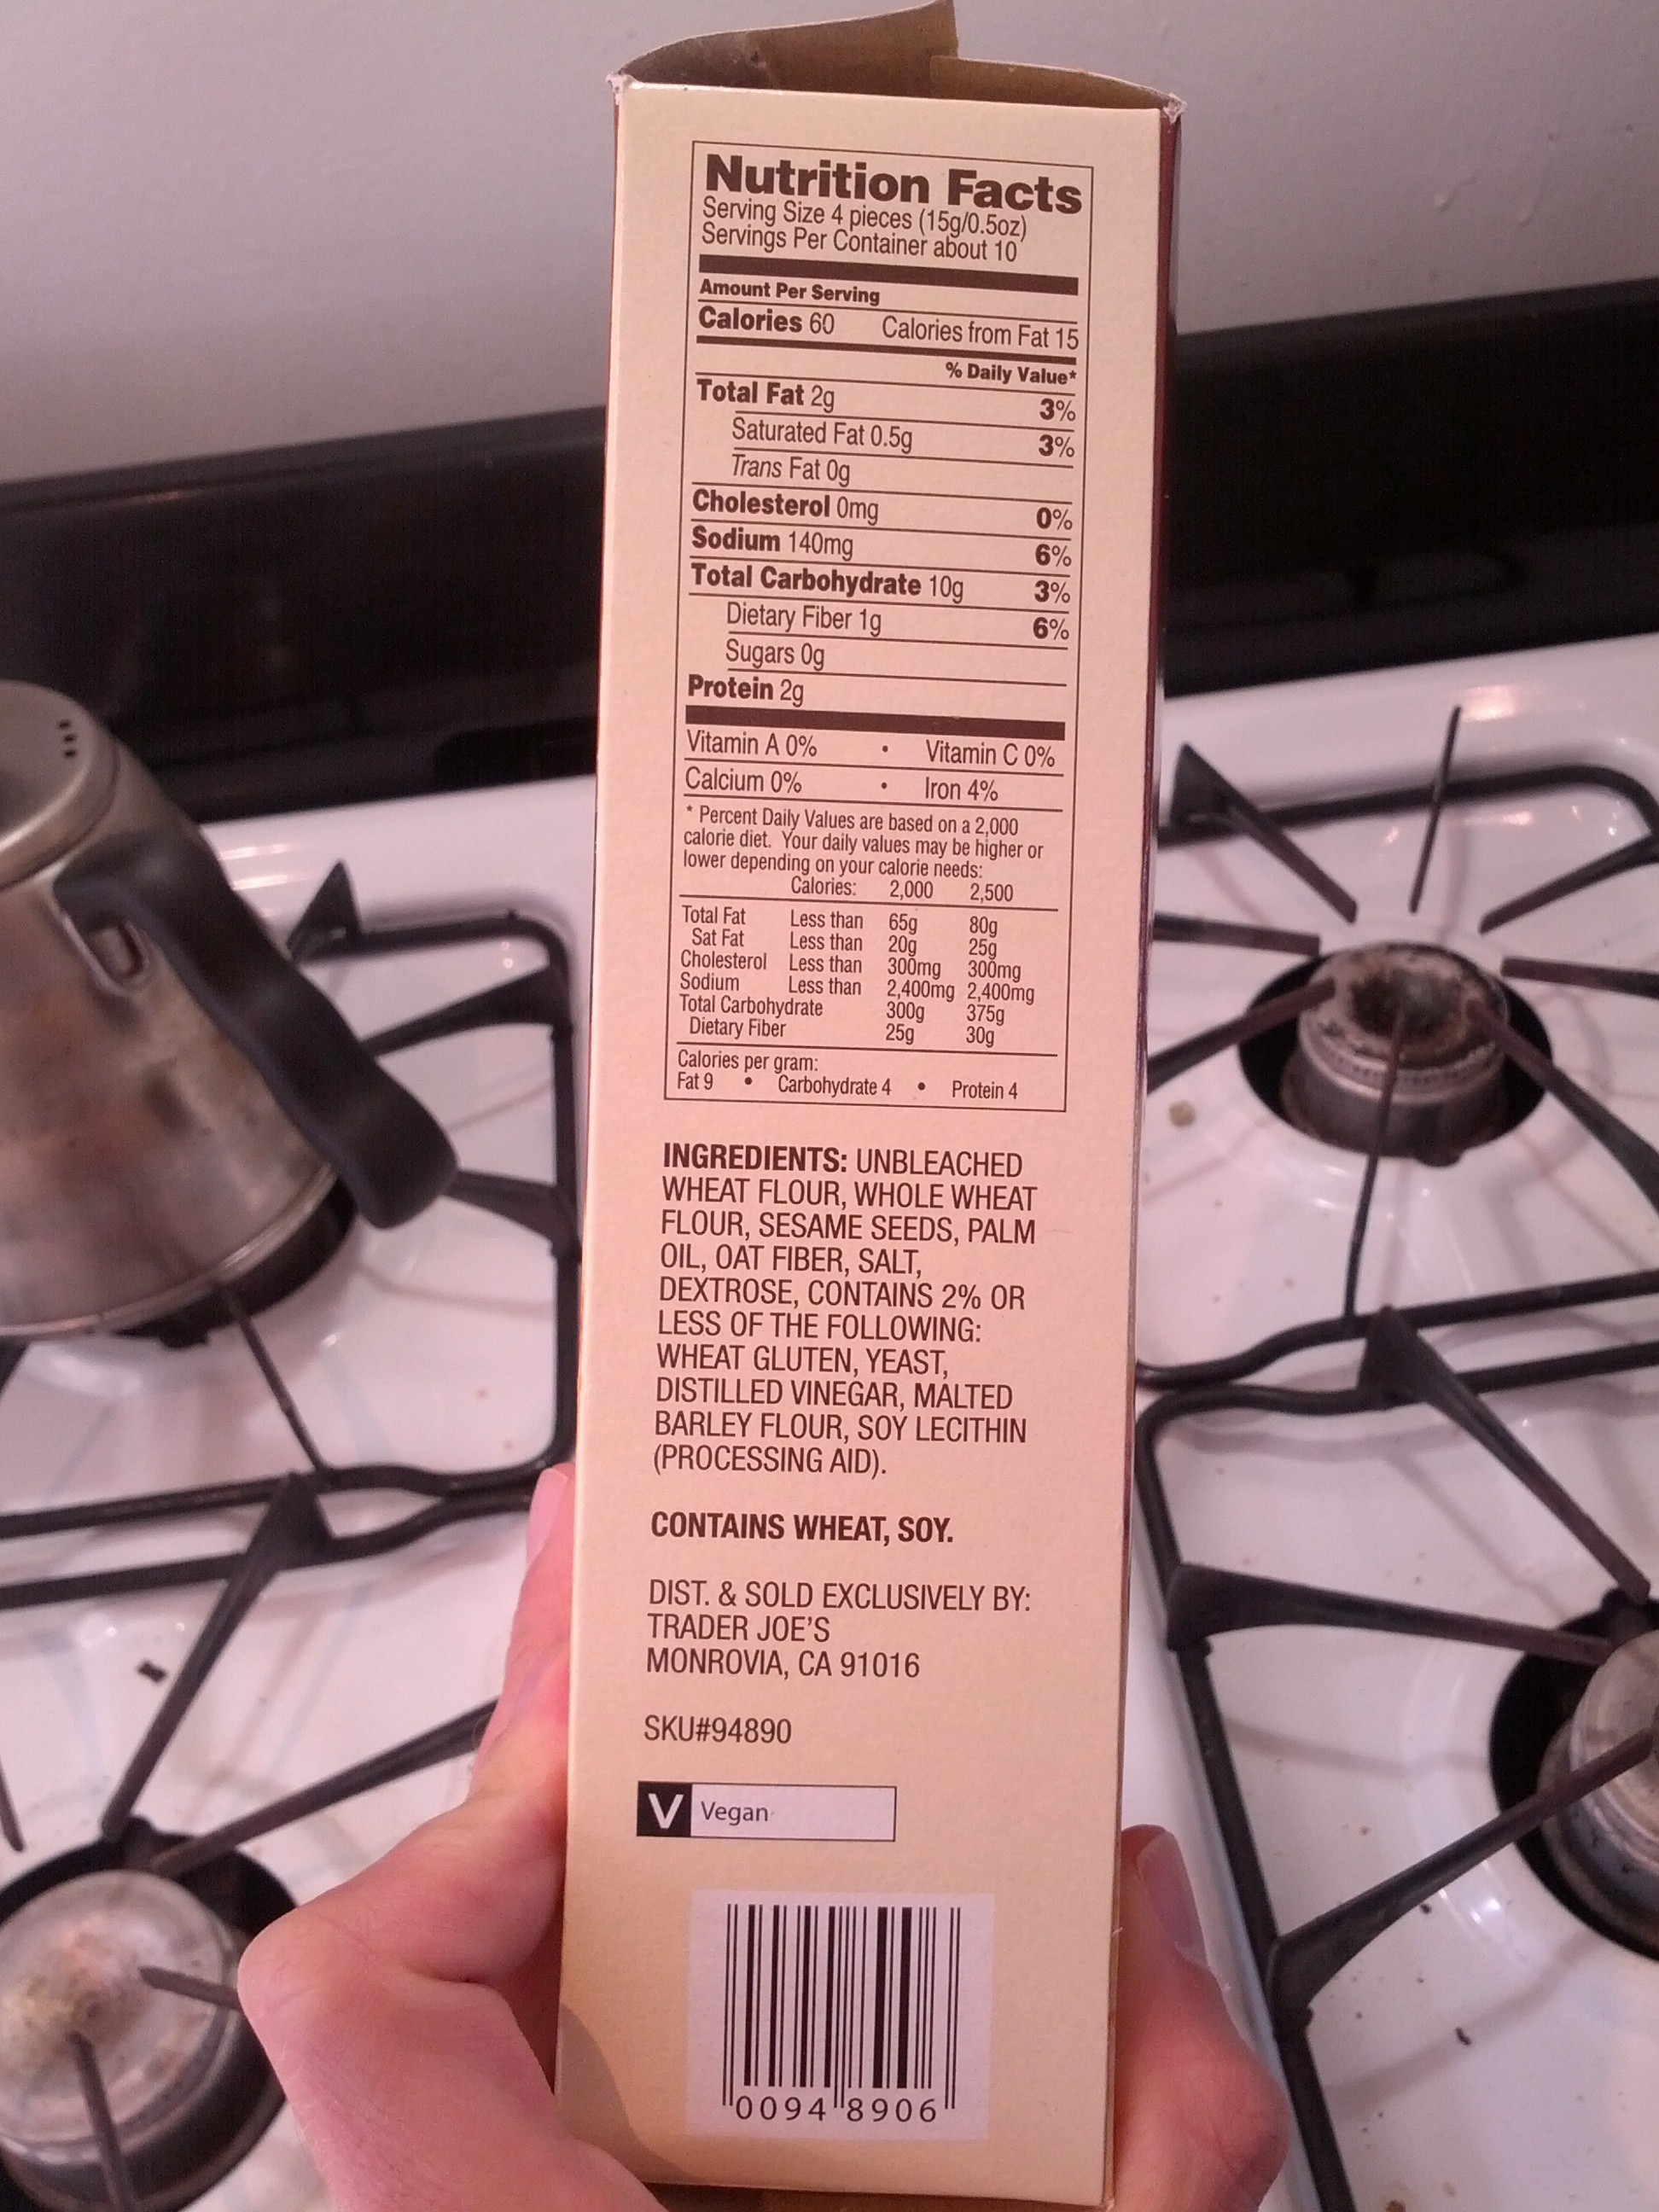 Nutrition Facts
Serving Size 4 pieces (15g/0.5oz)
Servings Per Container about 10
Amount Per Serving
Calories 60 Calories from Fat 15
% Daily Value*
Total Fat 2g 3%
Saturated Fat 0.5g 3%
Trans Fat 0g
Cholesterol 0mg 0%
Sodium 140mg 6%
Total Carbohydrate 10g 3%
Dietary Fiber 1g 6%
Sugars 0g
Protein 2g
Vitamin A 0% • Vitamin C 0%
Calcium 0% • Iron 4%
* Percent Daily Values are based on a 2,000
calorie diet. Your daily values may be higher or
lower depending on your calorie needs:
Calories: 2,000 2,500
Total Fat Less than 65g 80g
Sat Fat Less than 20g 25g
Cholesterol Less than 300mg 300mg
Sodium Less than 2,400mg 2,400mg
Total Carbohydrate 300g 375g
Dietary Fiber 25g 30g
Calories per gram:
Fat 9 • Carbohydrate 4 • Protein 4
INGREDIENTS: UNBLEACHED
WHEAT FLOUR, WHOLE WHEAT
FLOUR, SESAME SEEDS, PALM
OIL, OAT FIBER, SALT,
DEXTROSE, CONTAINS 2% OR
LESS OF THE FOLLOWING:
WHEAT GLUTEN, YEAST,
DISTILLED VINEGAR, MALTED
BARLEY FLOUR, SOY LECITHIN
(PROCESSING AID).
CONTAINS WHEAT, SOY.
DIST. & SOLD EXCLUSIVELY BY:
TRADER JOE'S
MONROVIA, CA 91016
SKU#94890
V Vegan
0094 8906